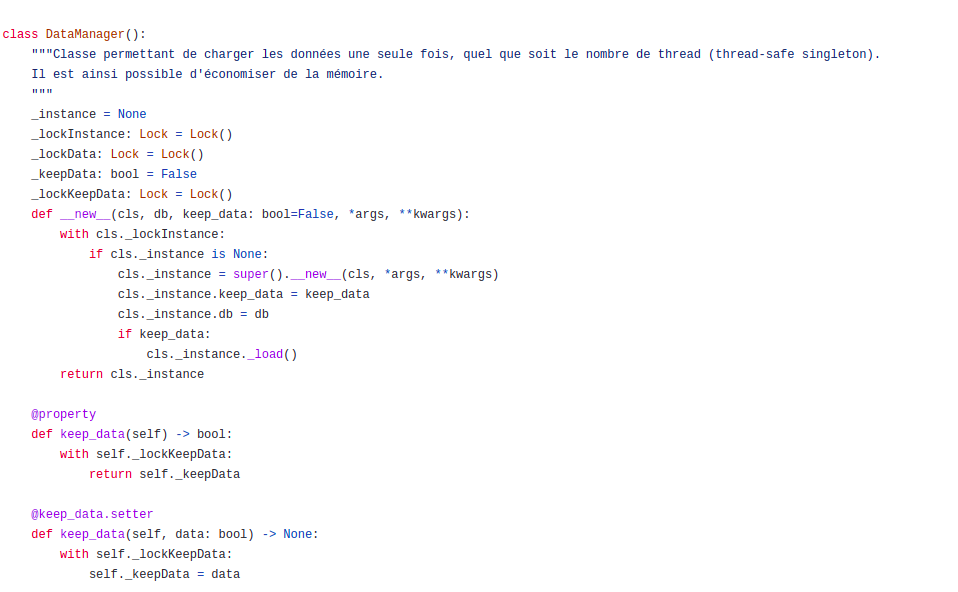 class DataManager():
    """Classe permettant de charger les données une seule fois, quel que soit le nombre de thread (thread-safe singleton).
    Il est ainsi possible d'économiser de la mémoire.
    """
    _instance = None
    _lockInstance: Lock = Lock()
    _lockData: Lock = Lock()
    _keepData: bool = False
    _lockKeepData: Lock = Lock()
    def __new__(cls, db, keep_data: bool=False, *args, **kwargs):
        with cls._lockInstance:
            if cls._instance is None:
                cls._instance = super().__new__(cls, *args, **kwargs)
                cls._instance.keep_data = keep_data
                cls._instance.db = db
                if keep_data:
                    cls._instance._load()
        return cls._instance

    @property
    def keep_data(self) -> bool:
        with self._lockKeepData:
            return self._keepData

    @keep_data.setter
    def keep_data(self, data: bool) -> None:
        with self._lockKeepData:
            self._keepData = data